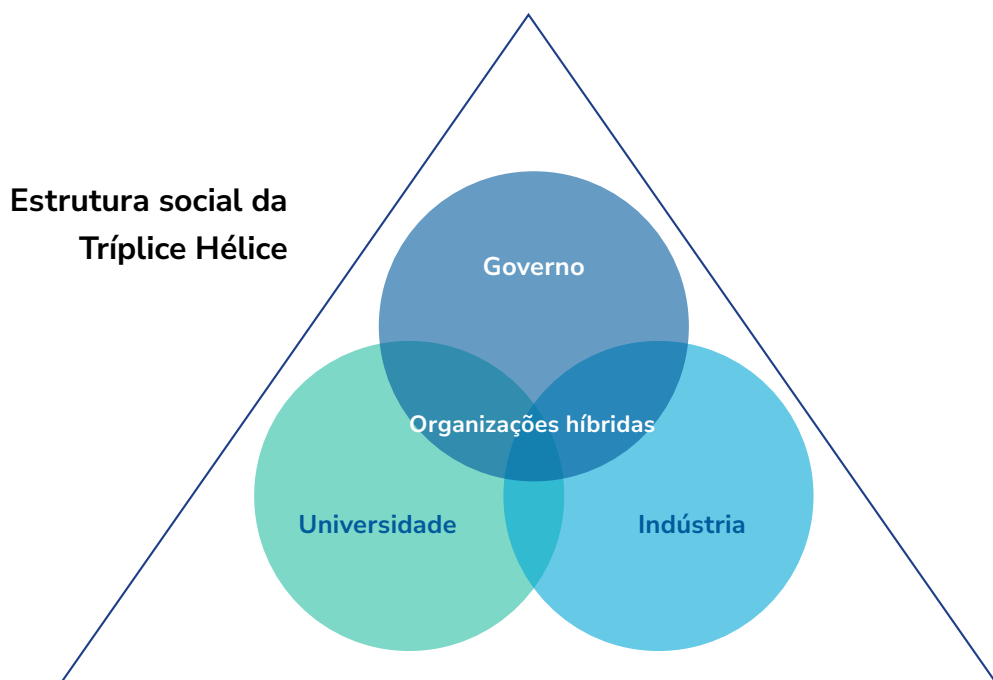 Estrutura social da
Tríplice Hélice
Governo
Organizações híbridas
Universidade
Indústria